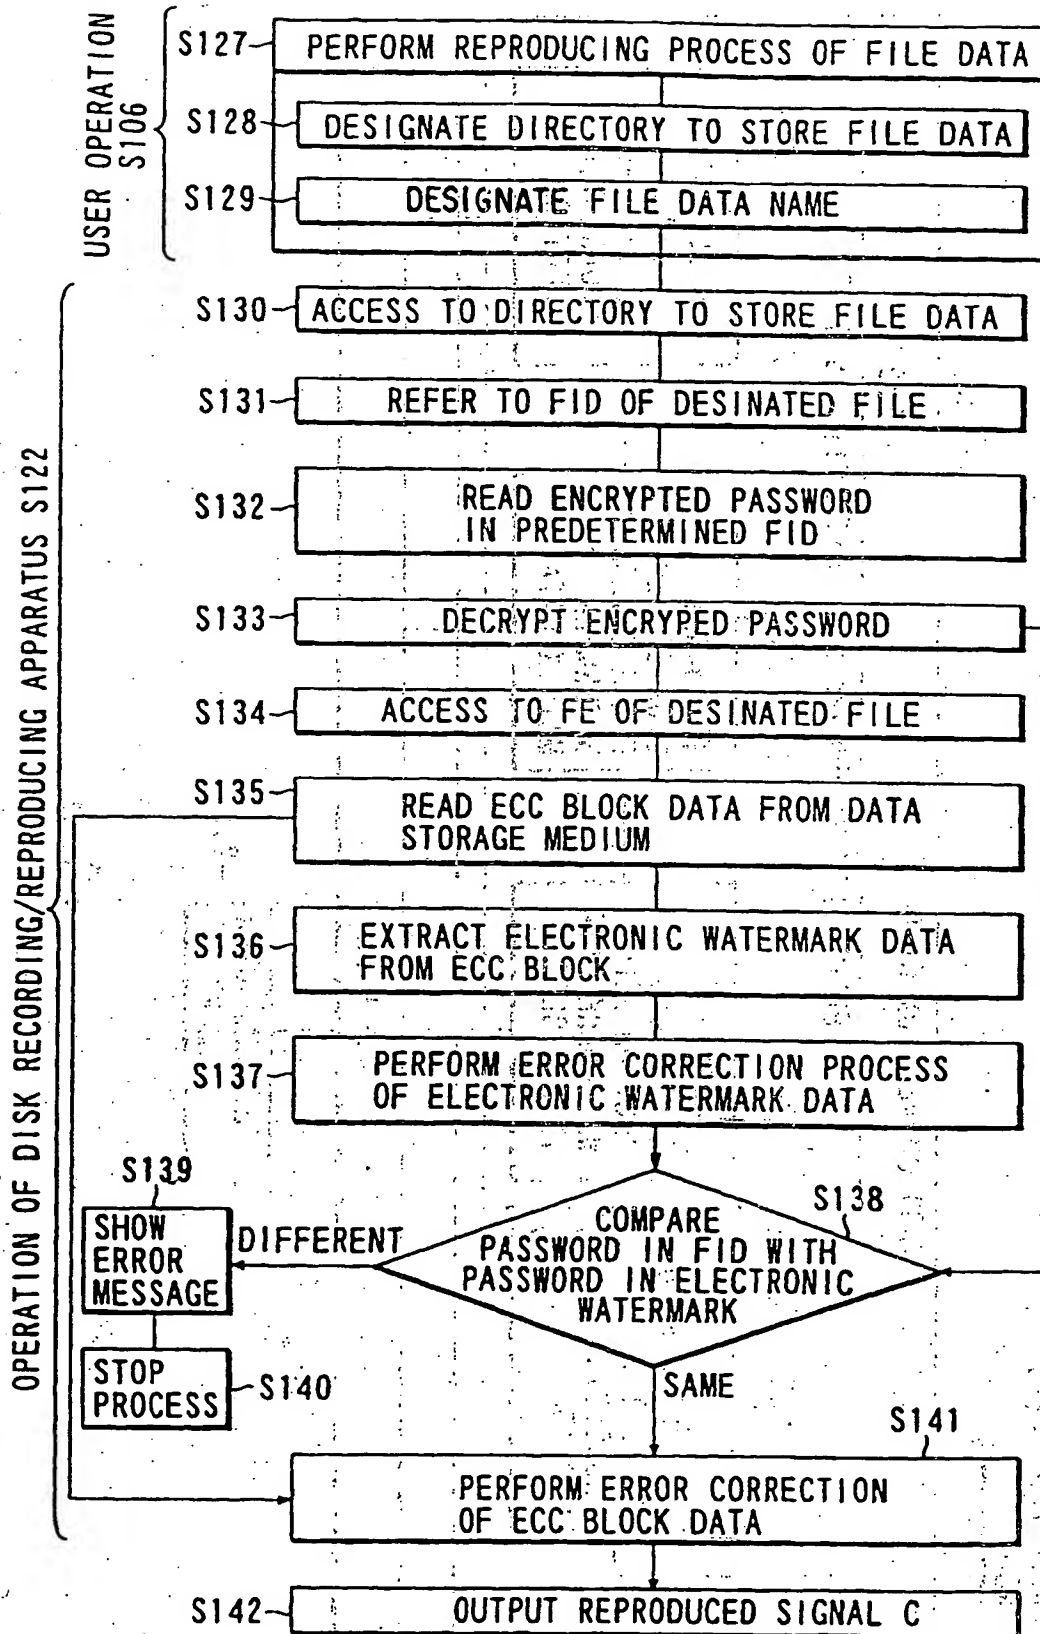 USER OPERATION
S106
S127
PERFORM REPRODUCING PROCESS OF FILE DATA
S128
DESIGNATE DIRECTORY TO STORE FILE DATA
S129
DESIGNATE FILE DATA NAME
OPERATION OF DISK RECORDING/REPRODUCING APPARATUS S122
S130
ACCESS TO DIRECTORY TO STORE FILE DATA
S131
REFER TO FID OF DESINATED FILE
S132
READ ENCRYPTED PASSWORD
IN PREDETERMINED FID
S133
DECRYPT ENCRYPED PASSWORD
S134
ACCESS TO FE OF DESINATED FILE
S135
READ ECC BLOCK DATA FROM DATA
STORAGE MEDIUM
S136
EXTRACT ELECTRONIC WATERMARK DATA
FROM ECC BLOCK
S137
PERFORM ERROR CORRECTION PROCESS
OF ELECTRONIC WATERMARK DATA
S138
COMPARE
PASSWORD IN FID WITH
PASSWORD IN ELECTRONIC
WATERMARK
DIFFERENT
S139
SHOW
ERROR
MESSAGE
STOP
PROCESS
S140
SAME
S141
PERFORM ERROR CORRECTION
OF ECC BLOCK DATA
S142
OUTPUT REPRODUCED SIGNAL C